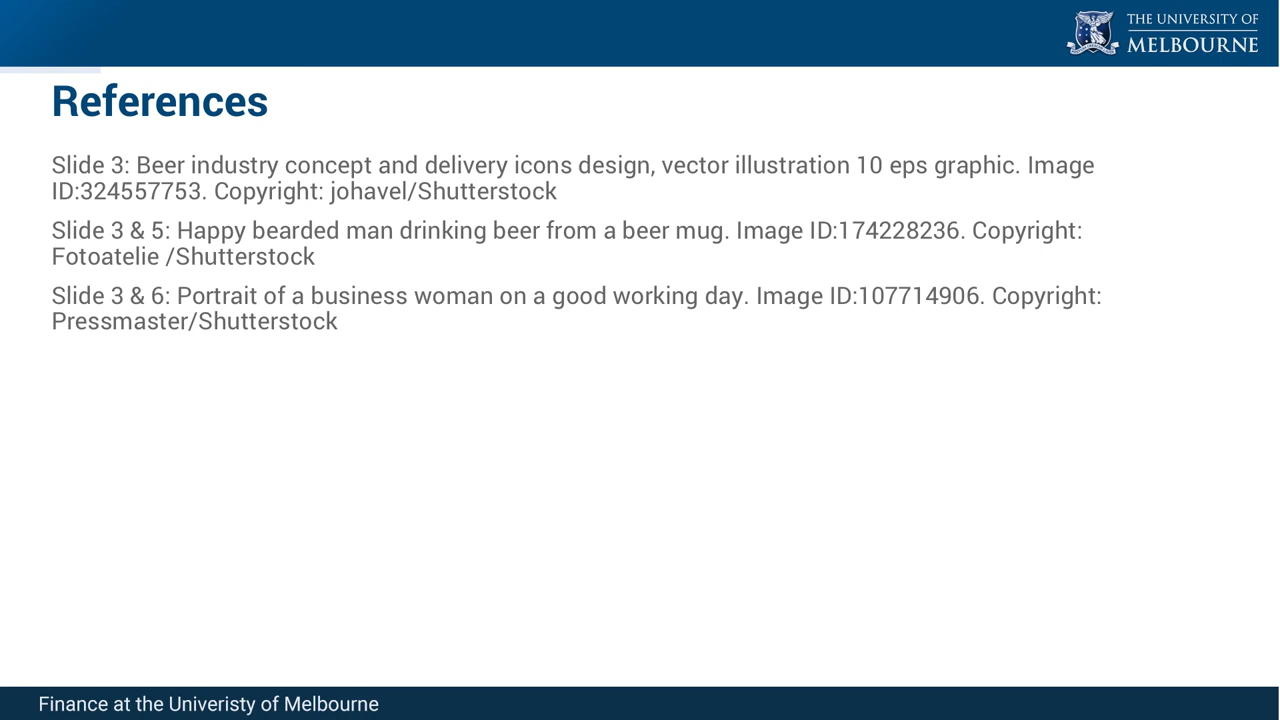 THE UNIVERSITY OF
MELBOURNE
References
Slide 3: Beer industry concept and delivery icons design, vector illustration 10 eps graphic. Image
ID:324557753. Copyright: johavel/Shutterstock
Slide 3 & 5: Happy bearded man drinking beer from a beer mug. Image ID:174228236. Copyright:
Fotoatelie /Shutterstock
Slide 3 & 6: Portrait of a business woman on a good working day. Image ID:107714906. Copyright:
Pressmaster/Shutterstock
Finance at the Univeristy of Melbourne